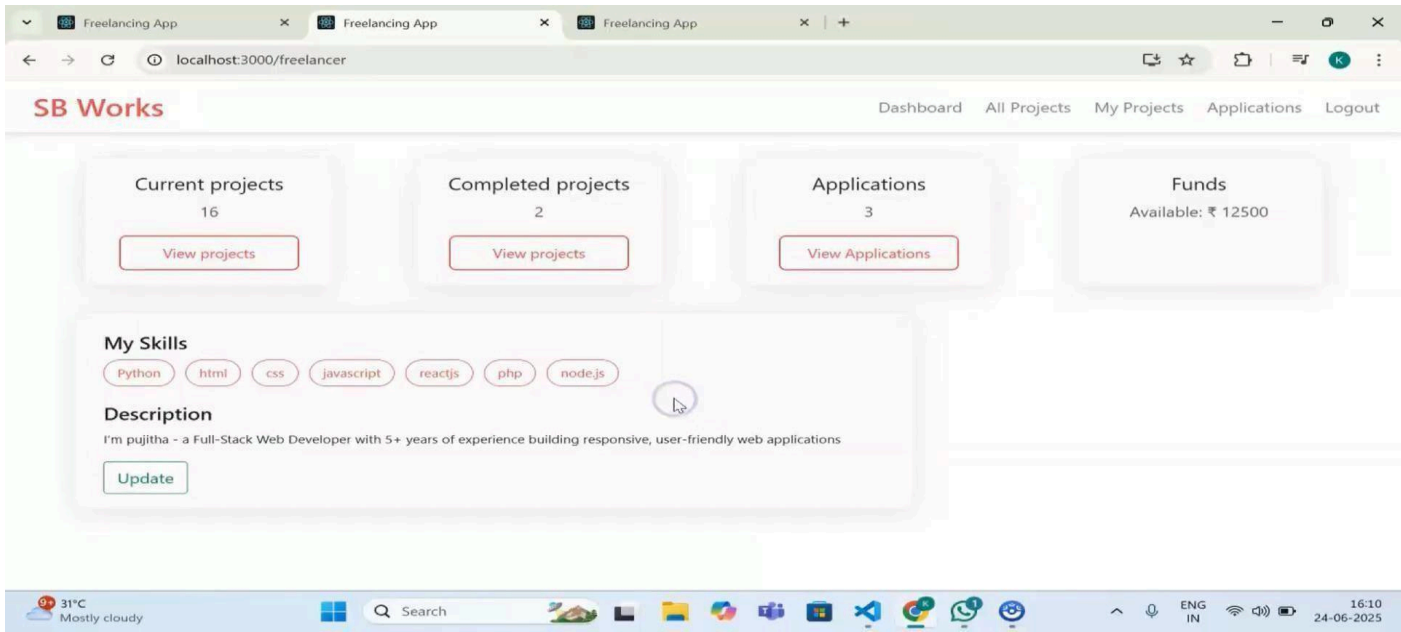 Freelancing App
Freelancing App
Freelancing App
localhost:3000/freelancer
K
SB Works
Dashboard All Projects My Projects Applications Logout
Current projects
16
View projects
Completed projects
2
View projects
Applications
3
View Applications
Funds
Available: ₹ 12500
My Skills
Python html css javascript reactjs php node.js
Description
I'm pujitha - a Full-Stack Web Developer with 5+ years of experience building responsive, user-friendly web applications
Update
9+
31°C
Mostly cloudy
Search
1
ENG
IN
16:10
24-06-2025